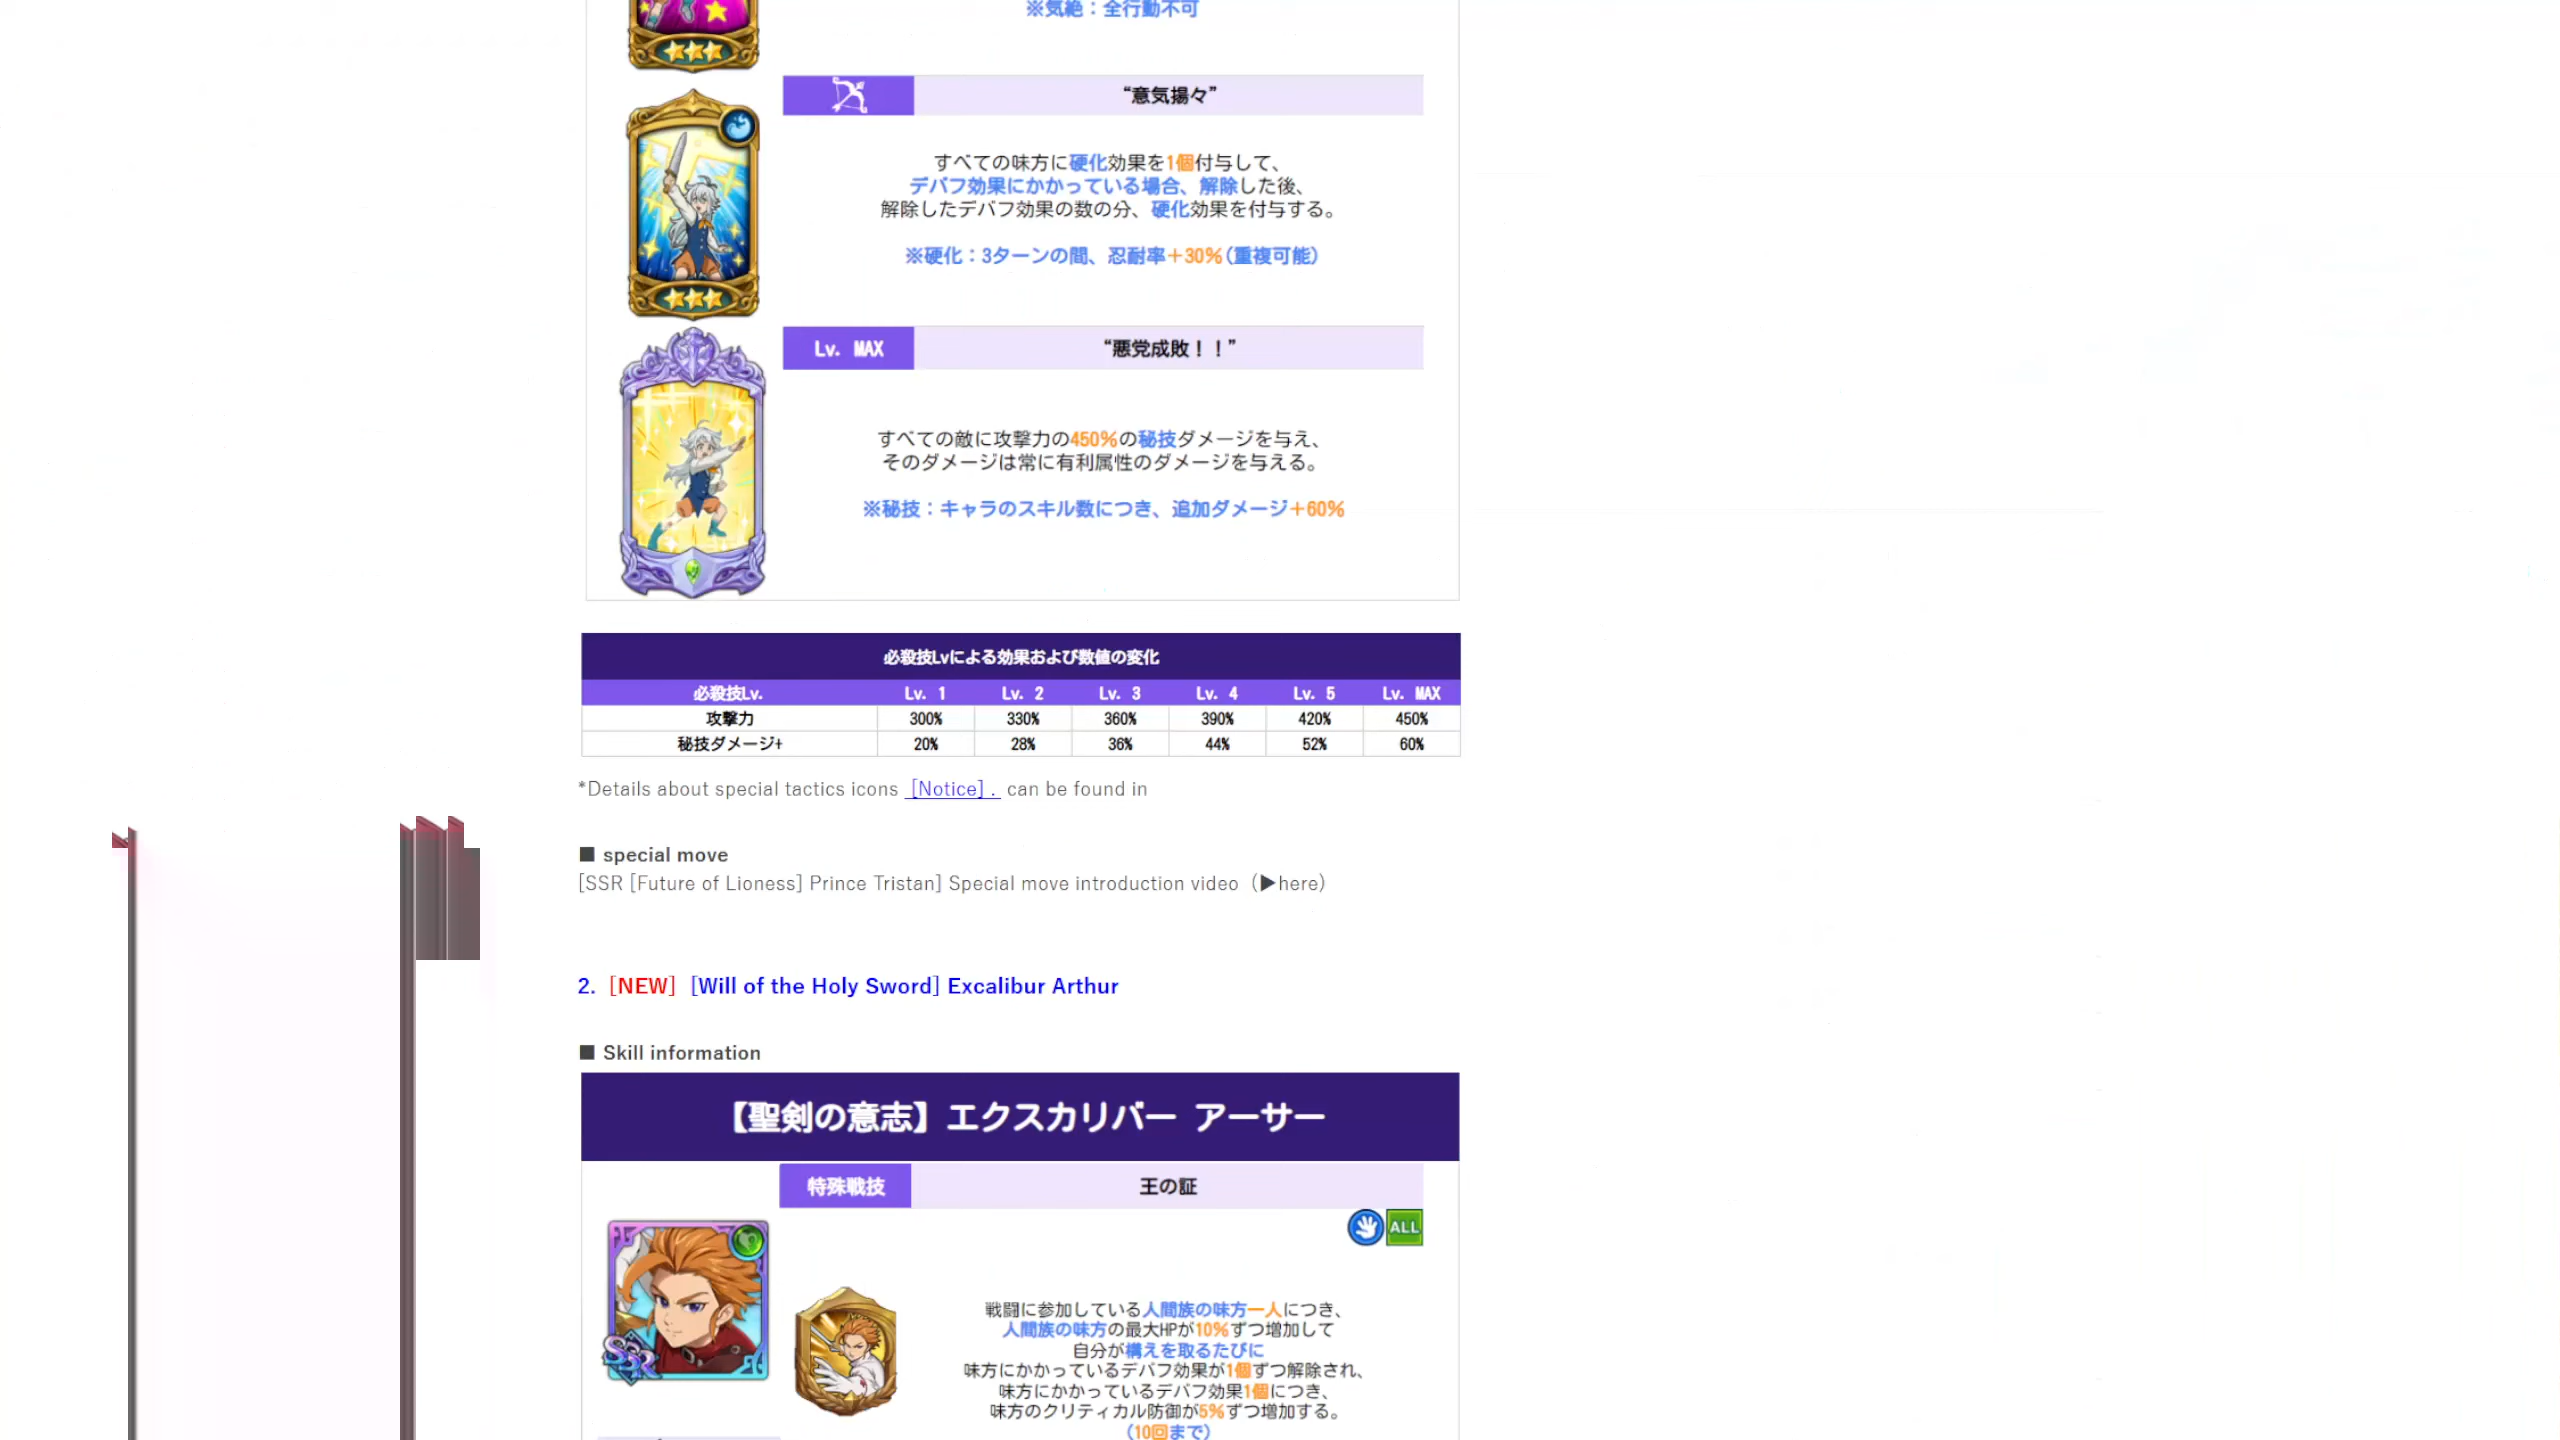 ※気絶：全行動不可
“意気揚々”
すべての味方に硬化効果を1個付与して、
デバフ効果にかかっている場合、解除した後、
解除したデバフ効果の数の分、硬化効果を付与する。
※硬化：3ターンの間、忍耐率+30%(重複可能)
Lv. MAX
“悪党成敗！！”
すべての敵に攻撃力の450%の秘技ダメージを与え、
そのダメージは常に有利属性のダメージを与える。
※秘技：キャラのスキル数につき、追加ダメージ+60%
必殺技Lvによる効果および数値の変化
必殺技Lv. Lv. 1 Lv. 2 Lv. 3 Lv. 4 Lv. 5 Lv. MAX
攻撃力 300% 330% 360% 390% 420% 450%
秘技ダメージ+ 20% 28% 36% 44% 52% 60%
*Details about special tactics icons [Notice] . can be found in
■ special move
[SSR [Future of Lioness] Prince Tristan] Special move introduction video (▶here)
2. [NEW] [Will of the Holy Sword] Excalibur Arthur
■ Skill information
【聖剣の意志】エクスカリバー アーサー
特殊戦技 王の証
ALL
SSR
戦闘に参加している人間族の味方一人につき、
人間族の味方の最大HPが10%ずつ増加して
自分が構えを取るたびに
味方にかかっているデバフ効果が1個ずつ解除され、
味方にかかっているデバフ効果1個につき、
味方のクリティカル防御が5%ずつ増加する。
(10回まで)